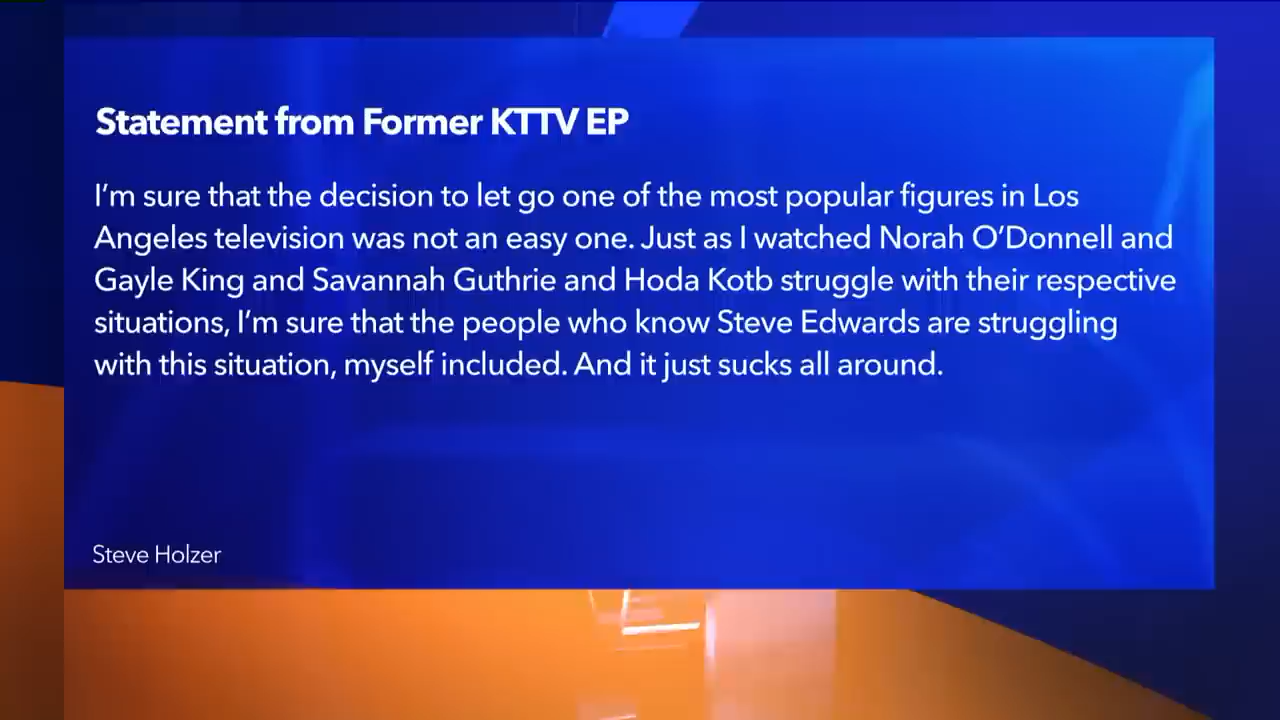 Statement from Former KTTV EP
I'm sure that the decision to let go one of the most popular figures in Los
Angeles television was not an easy one. Just as I watched Norah O'Donnell and
Gayle King and Savannah Guthrie and Hoda Kotb struggle with their respective
situations, I'm sure that the people who know Steve Edwards are struggling
with this situation, myself included. And it just sucks all around.
Steve Holzer